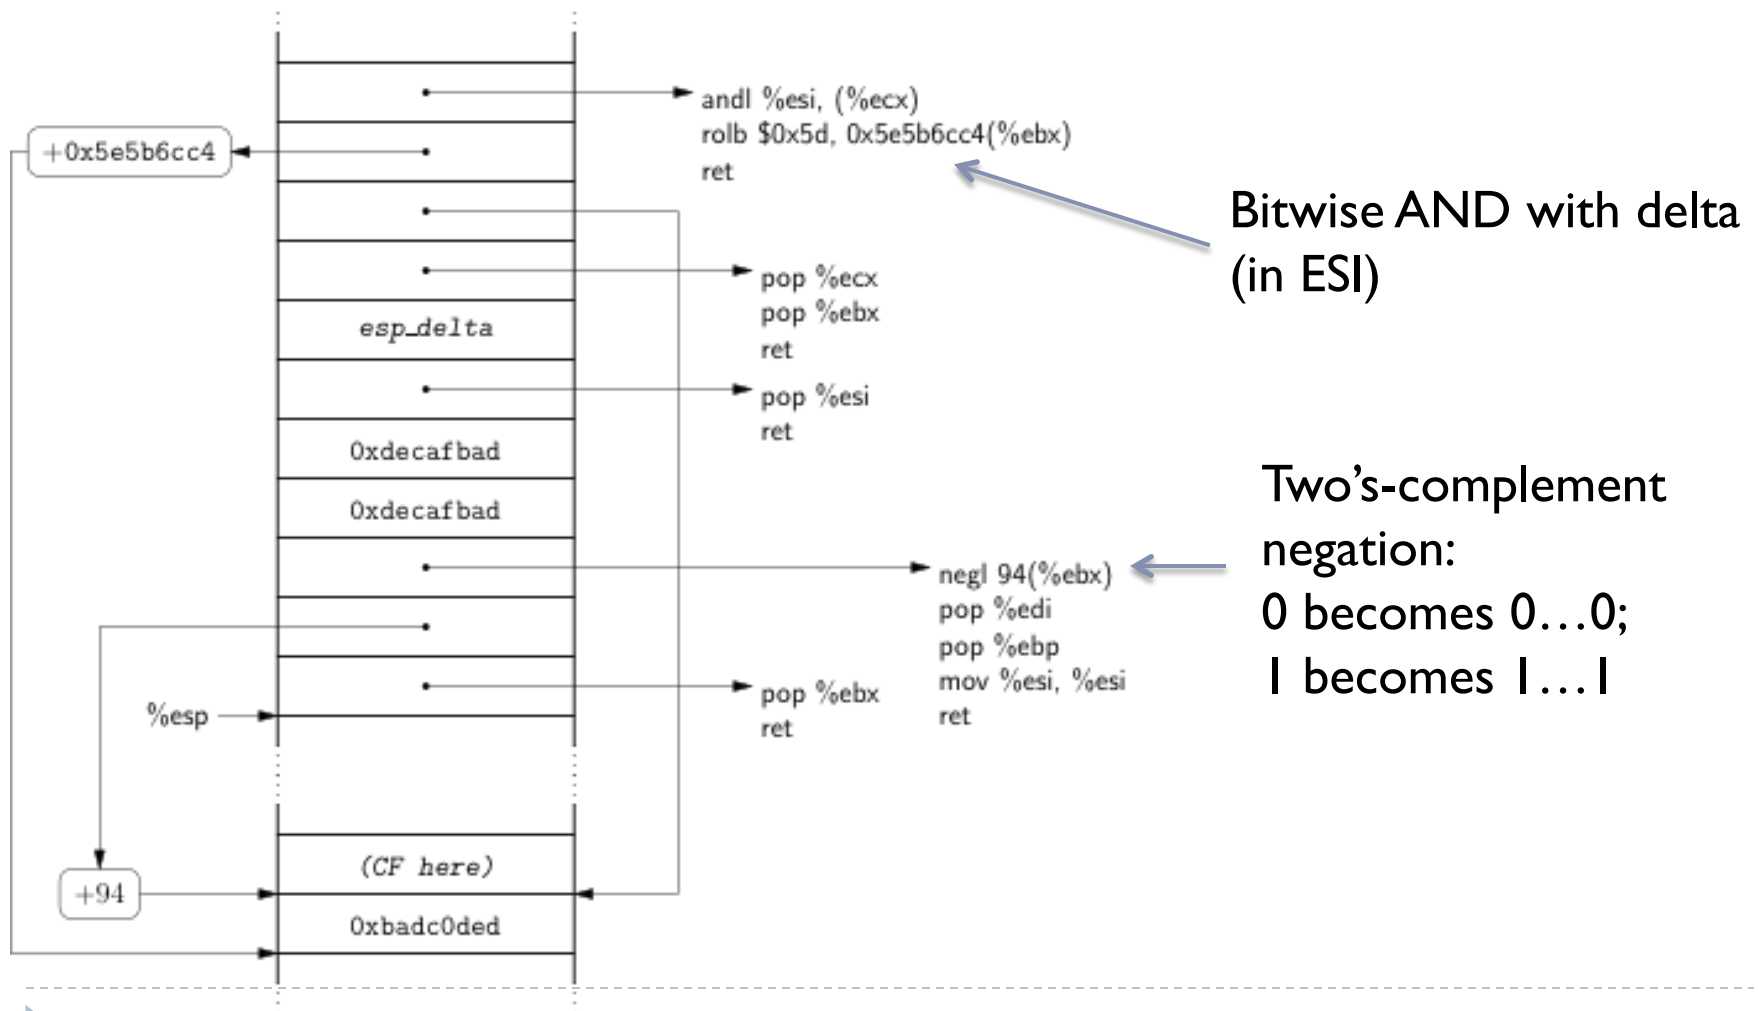 andl %esi, (%ecx)
rolb $0x5d, 0x5e5b6cc4(%ebx)
ret
+0x5e5b6cc4
Bitwise AND with delta
(in ESI)
pop %ecx
pop %ebx
ret
esp_delta
pop %esi
ret
0xdecafbad
0xdecafbad
Two's-complement
negation:
0 becomes 0…0;
1 becomes 1…1
negl 94(%ebx)
pop %edi
pop %ebp
mov %esi, %esi
ret
pop %ebx
ret
%esp
(CF here)
+94
0xbadc0ded